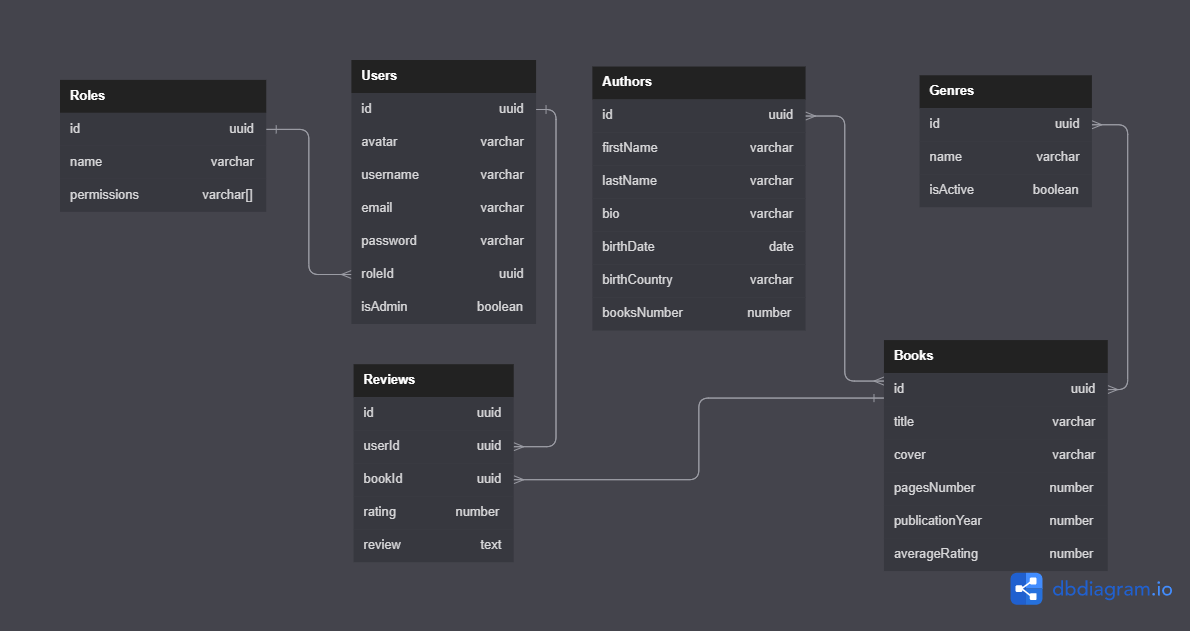 Roles
id uuid
name varchar
permissions varchar[]
Users
id uuid
avatar varchar
username varchar
email varchar
password varchar
roleId uuid
isAdmin boolean
Authors
id uuid
firstName varchar
lastName varchar
bio varchar
birthDate date
birthCountry varchar
booksNumber number
Genres
id uuid
name varchar
isActive boolean
Reviews
id uuid
userId uuid
bookId uuid
rating number
review text
Books
id uuid
title varchar
cover varchar
pagesNumber number
publicationYear number
averageRating number
dbdiagram.io